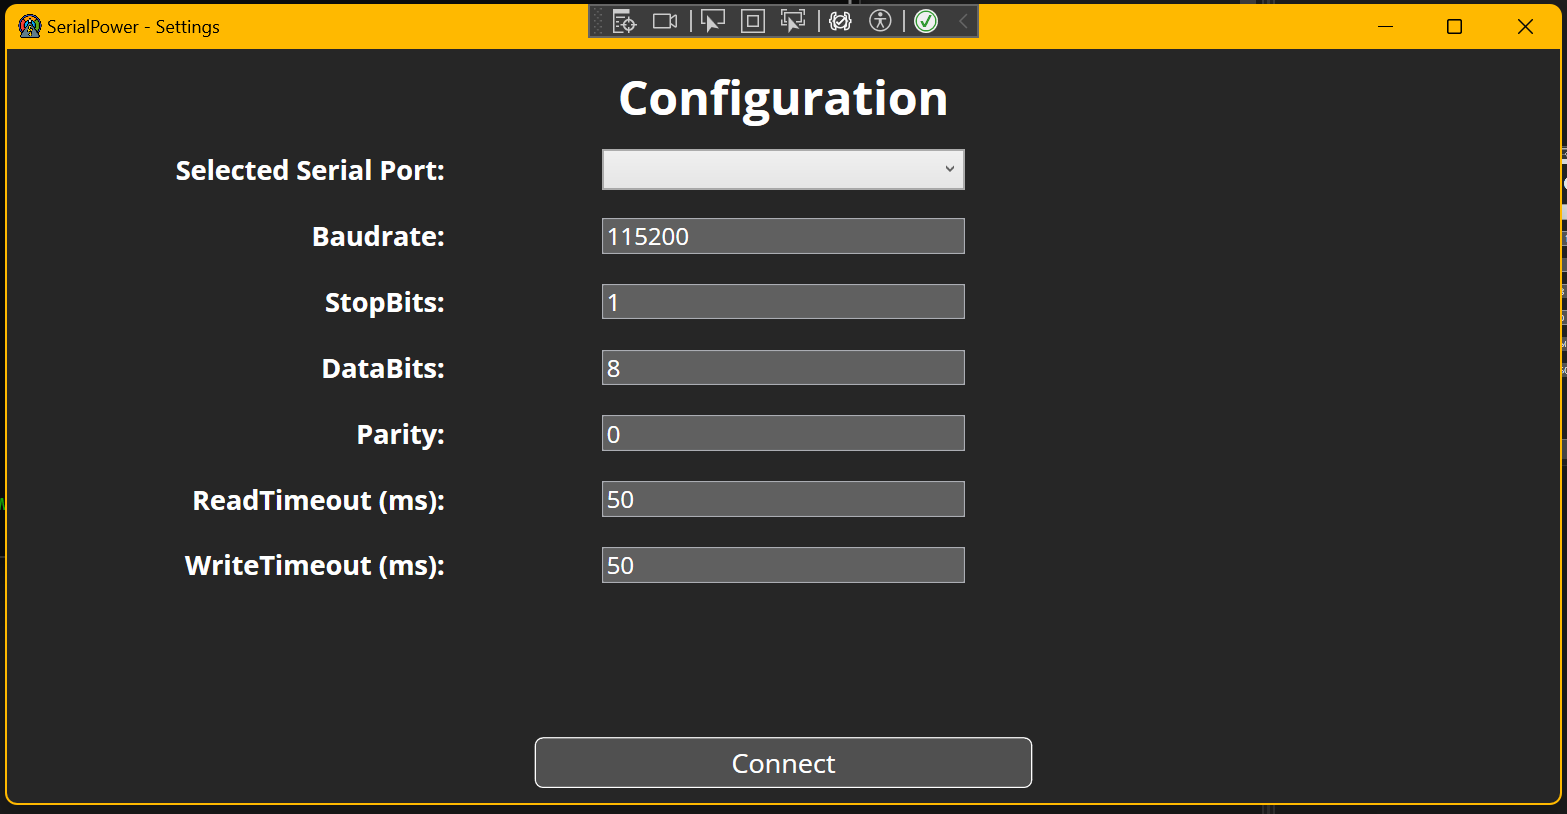 SerialPower - Settings
Configuration
Selected Serial Port:
Baudrate: 115200
StopBits: 1
DataBits: 8
Parity: 0
ReadTimeout (ms): 50
WriteTimeout (ms): 50
Connect